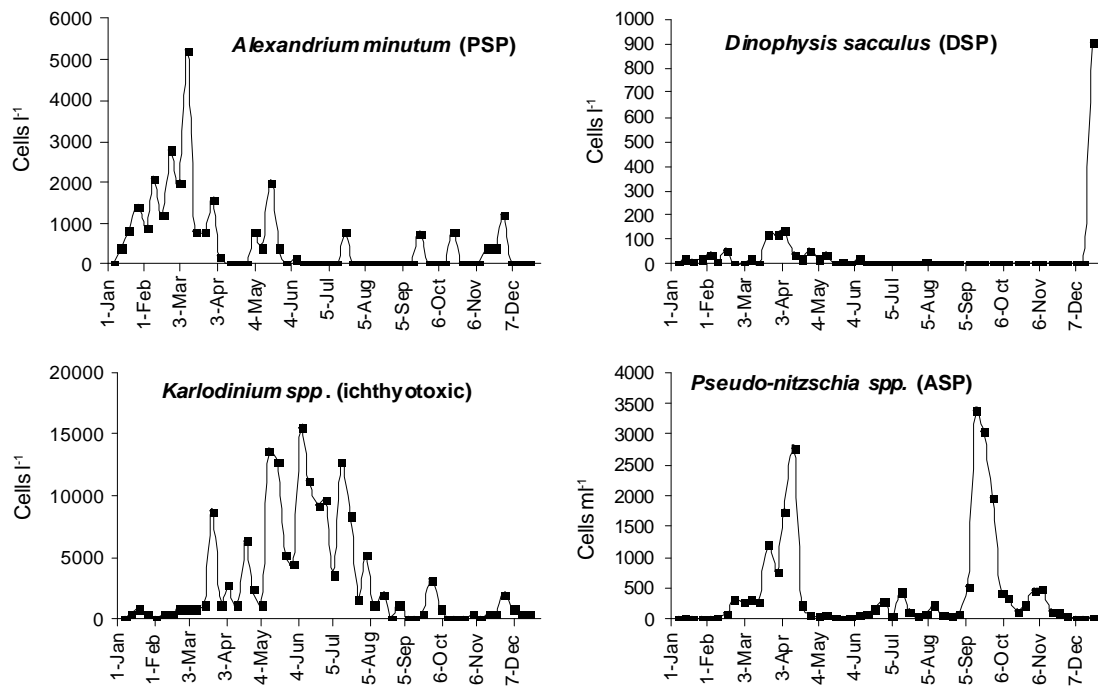 Alexandrium minutum (PSP)
Cells l-1
6000
5000
4000
3000
2000
1000
0
1-Jan
1-Feb
3-Mar
3-Apr
4-May
4-Jun
5-Jul
5-Aug
5-Sep
6-Oct
6-Nov
7-Dec
Dinophysis sacculus (DSP)
Cells l-1
1000
900
800
700
600
500
400
300
200
100
0
1-Jan
1-Feb
3-Mar
3-Apr
4-May
4-Jun
5-Jul
5-Aug
5-Sep
6-Oct
6-Nov
7-Dec
Karlodinium spp. (ichthyotoxic)
Cells l-1
20000
15000
10000
5000
0
1-Jan
1-Feb
3-Mar
3-Apr
4-May
4-Jun
5-Jul
5-Aug
5-Sep
6-Oct
6-Nov
7-Dec
Pseudo-nitzschia spp. (ASP)
Cells ml-1
4000
3500
3000
2500
2000
1500
1000
500
0
1-Jan
1-Feb
3-Mar
3-Apr
4-May
4-Jun
5-Jul
5-Aug
5-Sep
6-Oct
6-Nov
7-Dec